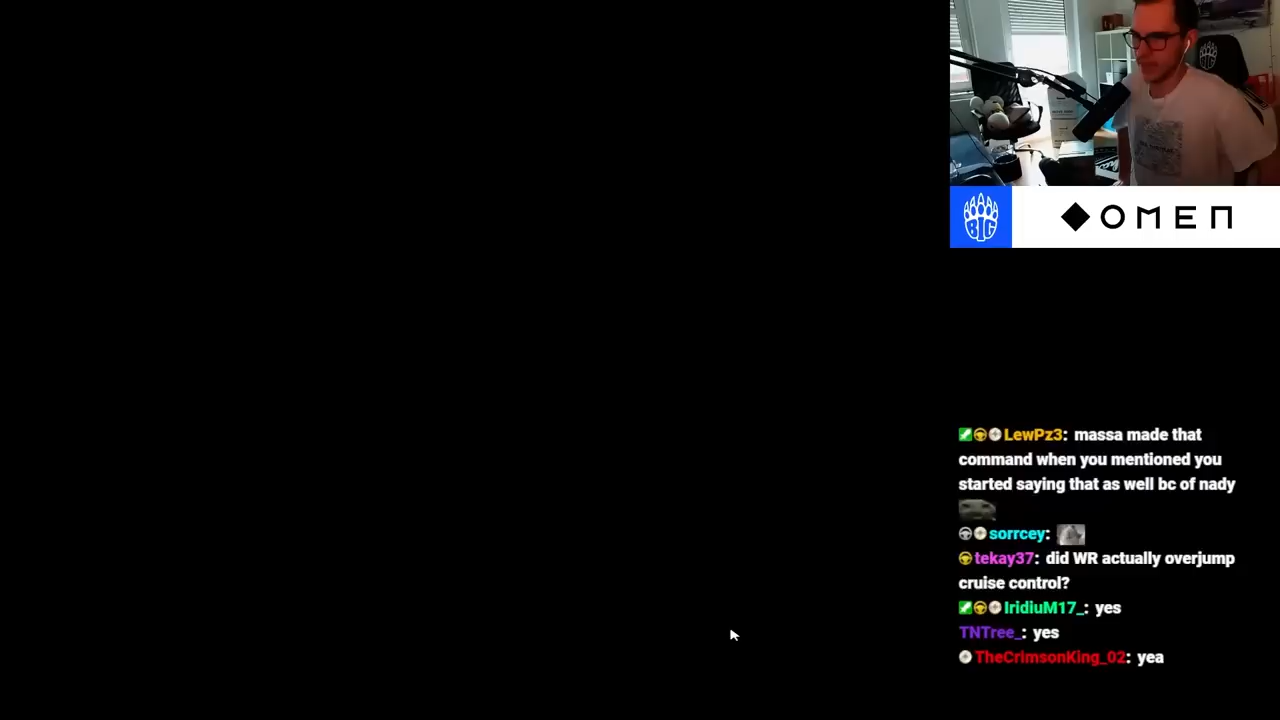 BIG
OMEN
LewPz3: massa made that
command when you mentioned you
started saying that as well bc of nady
sorrcey:
tekay37: did WR actually overjump
cruise control?
IridiuM17_: yes
TNTree_: yes
TheCrImsonKing_02: yea